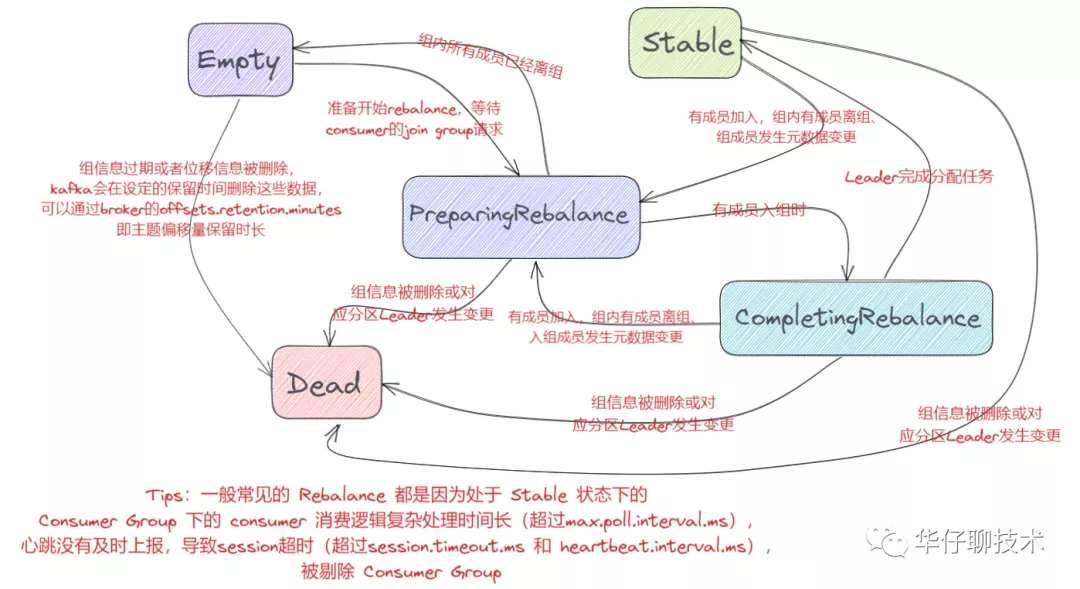 Empty
Stable
组内所有成员已经离组
准备开始rebalance，等待
consumer的join group请求
有成员加入，组内有成员离组、
组成员发生元数据变更
组信息过期或者位移信息被删除，
kafka会在设定的保留时间删除这些数据，
可以通过broker的offsets.retention.minutes
即主题偏移量保留时长
Leader完成分配任务
PreparingRebalance
有成员入组时
组信息被删除或对
应分区Leader发生变更
有成员加入，组内有成员离组、
入组成员发生元数据变更
CompletingRebalance
Dead
组信息被删除或对
应分区Leader发生变更
组信息被删除或对
应分区Leader发生变更
Tips：一般常见的 Rebalance 都是因为处于 Stable 状态下的
Consumer Group 下的 consumer 消费逻辑复杂处理时间长（超过max.poll.interval.ms），
心跳没有及时上报，导致session超时（超过session.timeout.ms 和 heartbeat.interval.ms），
被剔除 Consumer Group
华仔聊技术